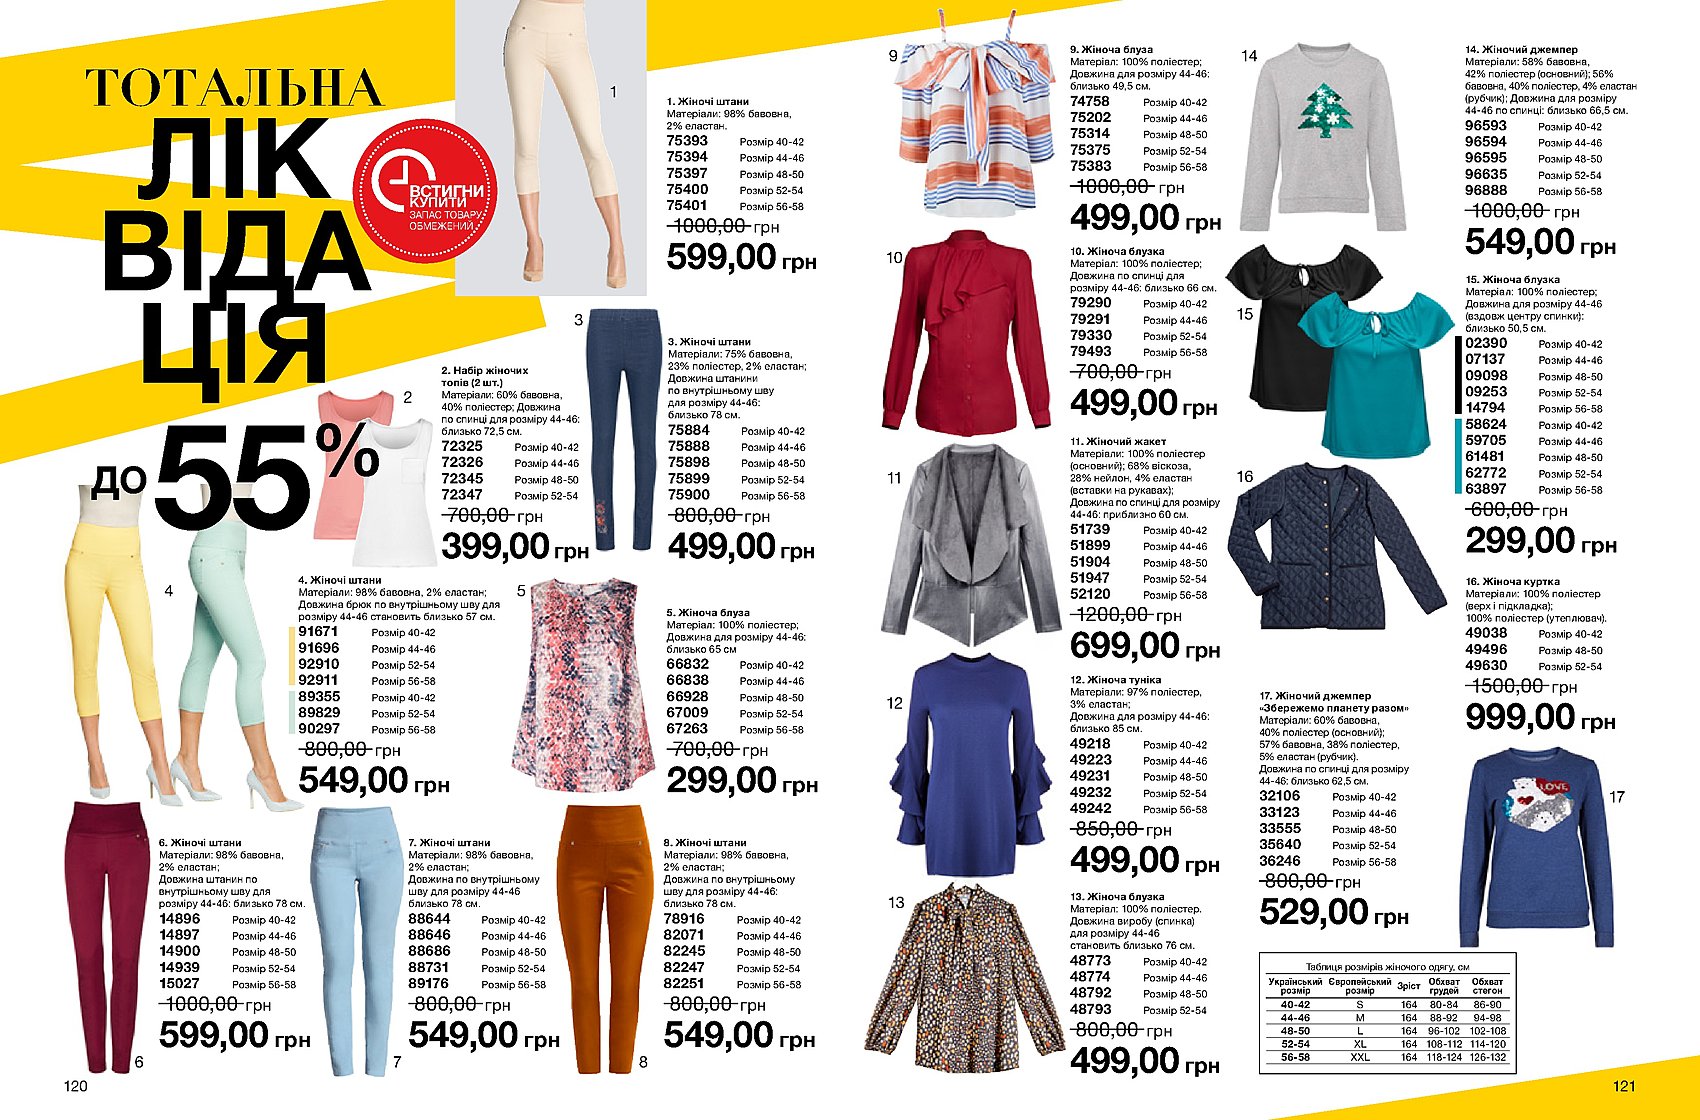 ТОТАЛЬНА
ЛІК
ВІДА
ЦІЯ
ДО 55%
ВСТИГНИ
КУПИТИ
ЗАПАС ТОВАРУ
ОБМЕЖЕНИЙ
1
1. Жіночі штани
Матеріали: 98% бавовна,
2% еластан.
75393 Розмір 40-42
75394 Розмір 44-46
75397 Розмір 48-50
75400 Розмір 52-54
75401 Розмір 56-58
1000,00 грн
599,00 грн
2
2. Набір жіночих
топів (2 шт.)
Матеріали: 60% бавовна,
40% поліестер; Довжина
по спинці для розміру 44-46:
близько 72,5 см.
72325 Розмір 40-42
72326 Розмір 44-46
72345 Розмір 48-50
72347 Розмір 52-54
700,00 грн
399,00 грн
3
3. Жіночі штани
Матеріали: 75% бавовна,
23% поліестер, 2% еластан;
Довжина штанини
по внутрішньому шву
для розміру 44-46:
близько 78 см.
75884 Розмір 40-42
75888 Розмір 44-46
75898 Розмір 48-50
75899 Розмір 52-54
75900 Розмір 56-58
800,00 грн
499,00 грн
4
4. Жіночі штани
Матеріали: 98% бавовна, 2% еластан;
Довжина брюк по внутрішньому шву для
розміру 44-46 становить близько 57 см.
91671 Розмір 40-42
91696 Розмір 44-46
92910 Розмір 52-54
92911 Розмір 56-58
89355 Розмір 40-42
89829 Розмір 52-54
90297 Розмір 56-58
800,00 грн
549,00 грн
5
5. Жіноча блуза
Матеріал: 100% поліестер;
Довжина для розміру 44-46:
близько 65 см
66832 Розмір 40-42
66838 Розмір 44-46
66928 Розмір 48-50
67009 Розмір 52-54
67263 Розмір 56-58
700,00 грн
299,00 грн
6. Жіночі штани
Матеріали: 98% бавовна,
2% еластан;
Довжина штанин по
внутрішньому шву для
розміру 44-46: близько 78 см.
14896 Розмір 40-42
14897 Розмір 44-46
14900 Розмір 48-50
14939 Розмір 52-54
15027 Розмір 56-58
1000,00 грн
599,00 грн
6
7. Жіночі штани
Матеріали: 98% бавовна,
2% еластан;
Довжина по внутрішньому
шву для розміру 44-46
близько 78 см.
88644 Розмір 40-42
88646 Розмір 44-46
88686 Розмір 48-50
88731 Розмір 52-54
89176 Розмір 56-58
800,00 грн
549,00 грн
7
8. Жіночі штани
Матеріали: 98% бавовна,
2% еластан;
Довжина по внутрішньому
шву для розміру 44-46:
близько 78 см.
78916 Розмір 40-42
82071 Розмір 44-46
82245 Розмір 48-50
82247 Розмір 52-54
82251 Розмір 56-58
800,00 грн
549,00 грн
8
120
9
9. Жіноча блуза
Матеріал: 100% поліестер;
Довжина для розміру 44-46:
близько 49,5 см.
74758 Розмір 40-42
75202 Розмір 44-46
75314 Розмір 48-50
75375 Розмір 52-54
75383 Розмір 56-58
1000,00 грн
499,00 грн
10
10. Жіноча блузка
Матеріал: 100% поліестер;
Довжина по спинці для
розміру 44-46: близько 66 см.
79290 Розмір 40-42
79291 Розмір 44-46
79330 Розмір 52-54
79493 Розмір 56-58
700,00 грн
499,00 грн
11
11. Жіночий жакет
Матеріали: 100% поліестер
(основний); 68% віскоза,
28% нейлон, 4% еластан
(вставки на рукавах);
Довжина по спинці для розміру
44-46: приблизно 60 см.
51739 Розмір 40-42
51899 Розмір 44-46
51904 Розмір 48-50
51947 Розмір 52-54
52120 Розмір 56-58
1200,00 грн
699,00 грн
12
12. Жіноча туніка
Матеріали: 97% поліестер,
3% еластан;
Довжина для розміру 44-46:
близько 85 см.
49218 Розмір 40-42
49223 Розмір 44-46
49231 Розмір 48-50
49232 Розмір 52-54
49242 Розмір 56-58
850,00 грн
499,00 грн
13
13. Жіноча блузка
Матеріал: 100% поліестер.
Довжина виробу (спинка)
для розміру 44-46
становить близько 76 см.
48773 Розмір 40-42
48774 Розмір 44-46
48792 Розмір 48-50
48793 Розмір 52-54
800,00 грн
499,00 грн
14
14. Жіночий джемпер
Матеріали: 58% бавовна,
42% поліестер (основний); 56%
бавовна, 40% поліестер, 4% еластан
(рубчик); Довжина для розміру
44-46 по спинці: близько 66,5 см.
96593 Розмір 40-42
96594 Розмір 44-46
96595 Розмір 48-50
96635 Розмір 52-54
96888 Розмір 56-58
1000,00 грн
549,00 грн
15
15. Жіноча блузка
Матеріал: 100% поліестер;
Довжина для розміру 44-46
(вздовж центру спинки):
близько 50,5 см.
02390 Розмір 40-42
07137 Розмір 44-46
09098 Розмір 48-50
09253 Розмір 52-54
14794 Розмір 56-58
58624 Розмір 40-42
59705 Розмір 44-46
61481 Розмір 48-50
62772 Розмір 52-54
63897 Розмір 56-58
600,00 грн
299,00 грн
16
16. Жіноча куртка
Матеріали: 100% поліестер
(верх і підкладка);
100% поліестер (утеплювач).
49038 Розмір 40-42
49496 Розмір 48-50
49630 Розмір 52-54
1500,00 грн
999,00 грн
17. Жіночий джемпер
«Збережемо планету разом»
Матеріали: 60% бавовна,
40% поліестер (основний);
57% бавовна, 38% поліестер,
5% еластан (рубчик).
Довжина по спинці для розміру
44-46: близько 62,5 см.
32106 Розмір 40-42
33123 Розмір 44-46
33555 Розмір 48-50
35640 Розмір 52-54
36246 Розмір 56-58
800,00 грн
529,00 грн
LOVE
17
Таблиця розмірів жіночого одягу, см
Український розмір Європейський розмір Зріст Обхват грудей Обхват стегон
40-42 S 164 80-84 86-90
44-46 M 164 88-92 94-98
48-50 L 164 96-102 102-108
52-54 XL 164 108-112 114-120
56-58 XXL 164 118-124 126-132
121